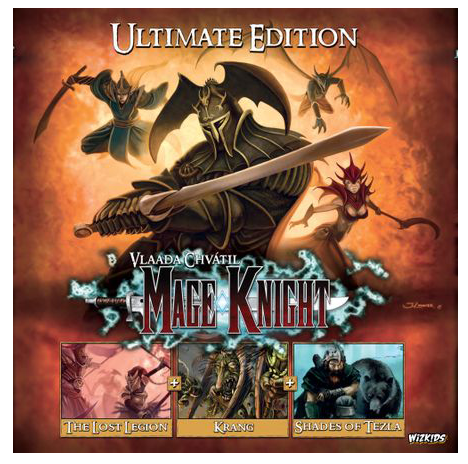 ULTIMATE EDITION
VLAADA CHVÁTIL
MAGE KNIGHT
THE LOST LEGION + KRANG + SHADES OF TEZLA
WIZKIDS